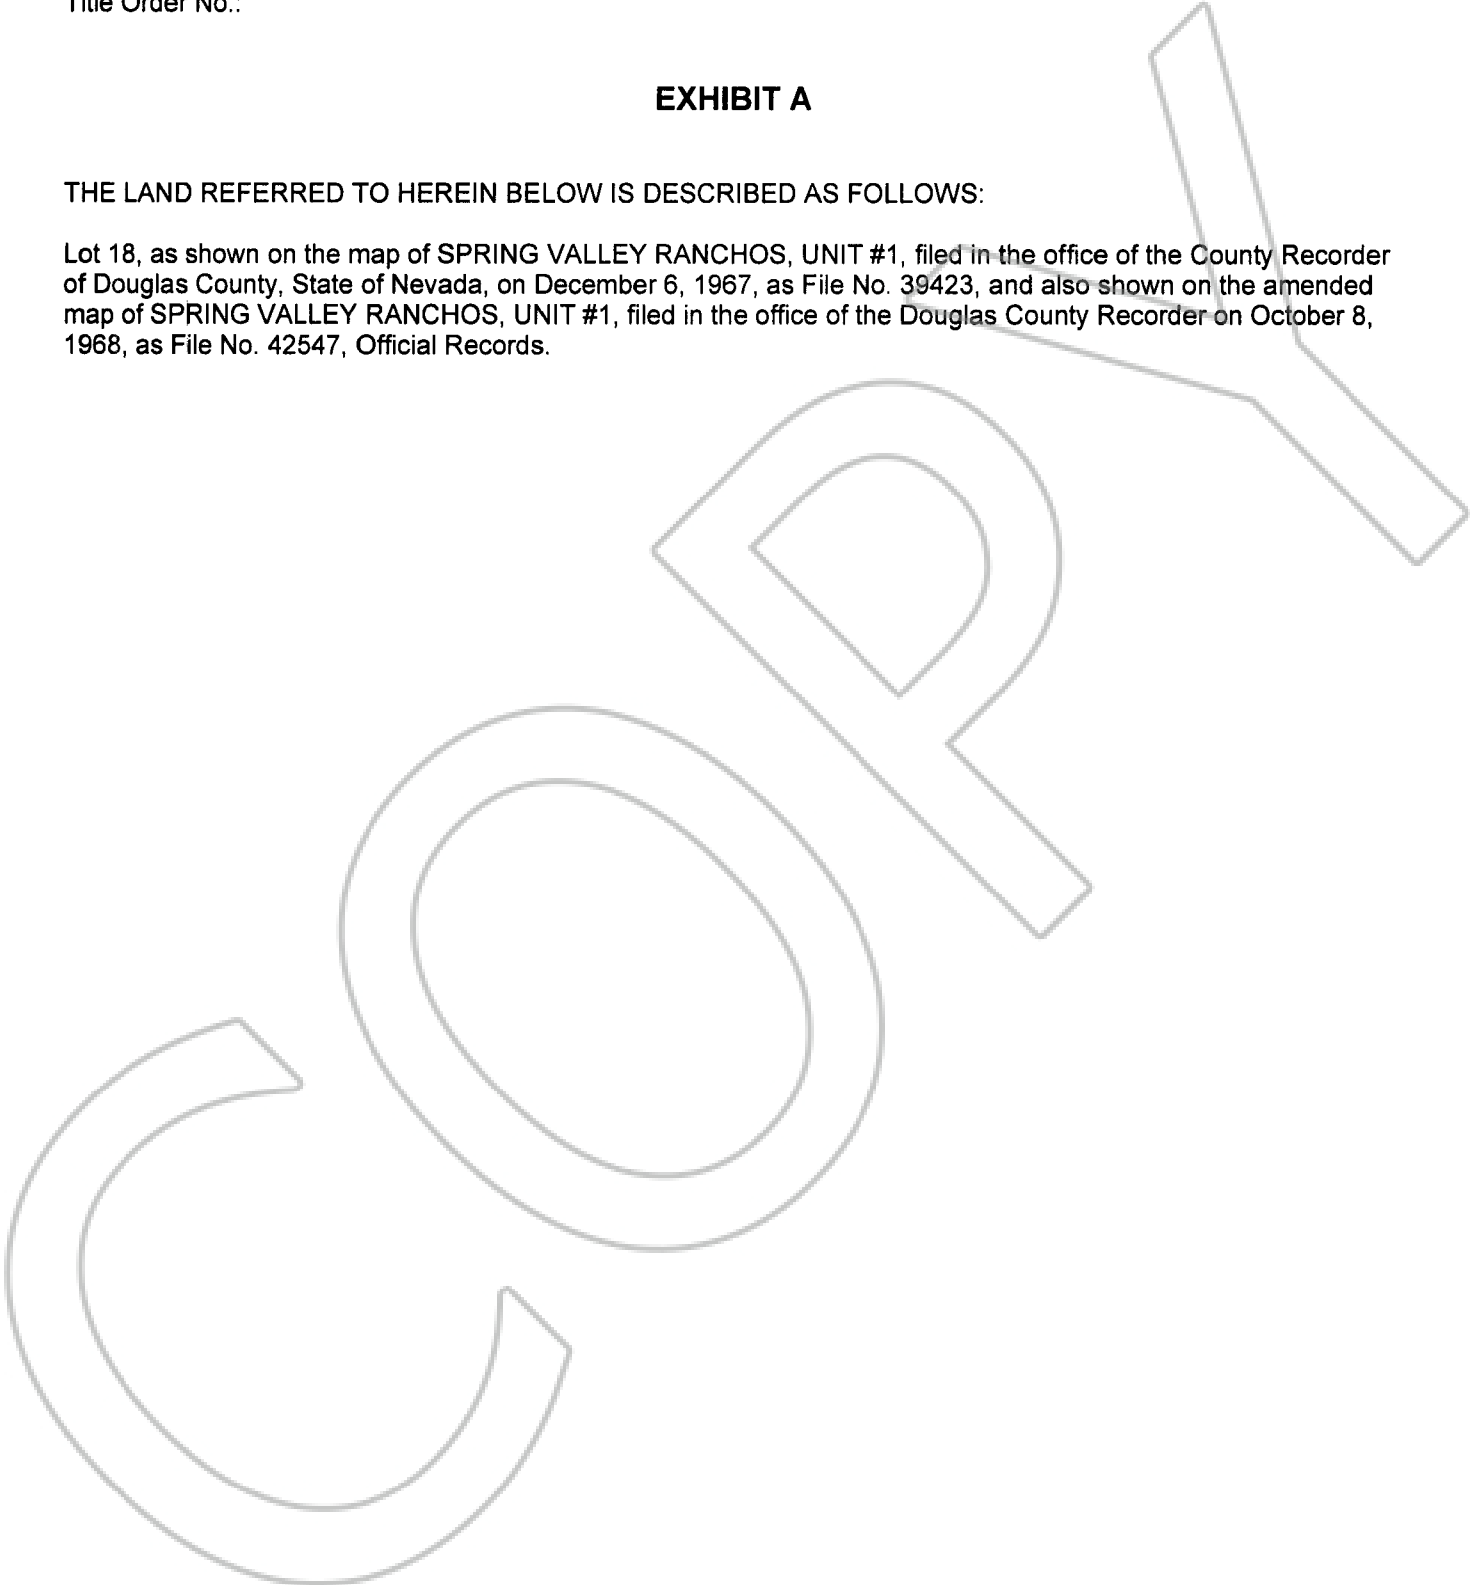 Title Order No.:
EXHIBIT A
THE LAND REFERRED TO HEREIN BELOW IS DESCRIBED AS FOLLOWS:
Lot 18, as shown on the map of SPRING VALLEY RANCHOS, UNIT #1, filed in the office of the County Recorder
of Douglas County, State of Nevada, on December 6, 1967, as File No. 39423, and also shown on the amended
map of SPRING VALLEY RANCHOS, UNIT #1, filed in the office of the Douglas County Recorder on October 8,
1968, as File No. 42547, Official Records.
COPY